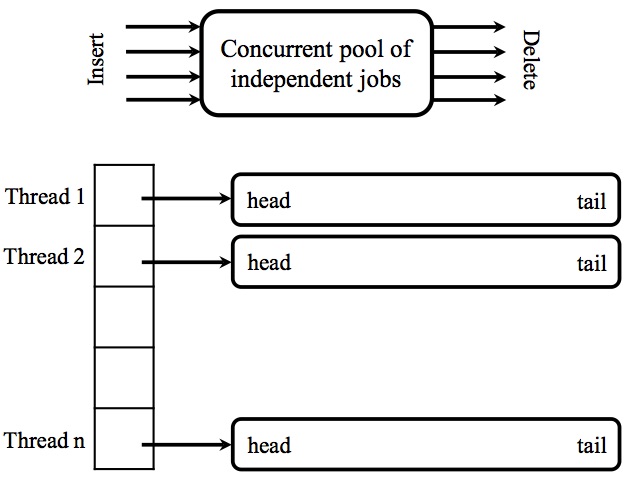 Insert
Concurrent pool of
independent jobs
Delete
Thread 1
head tail
Thread 2
head tail
Thread n
head tail